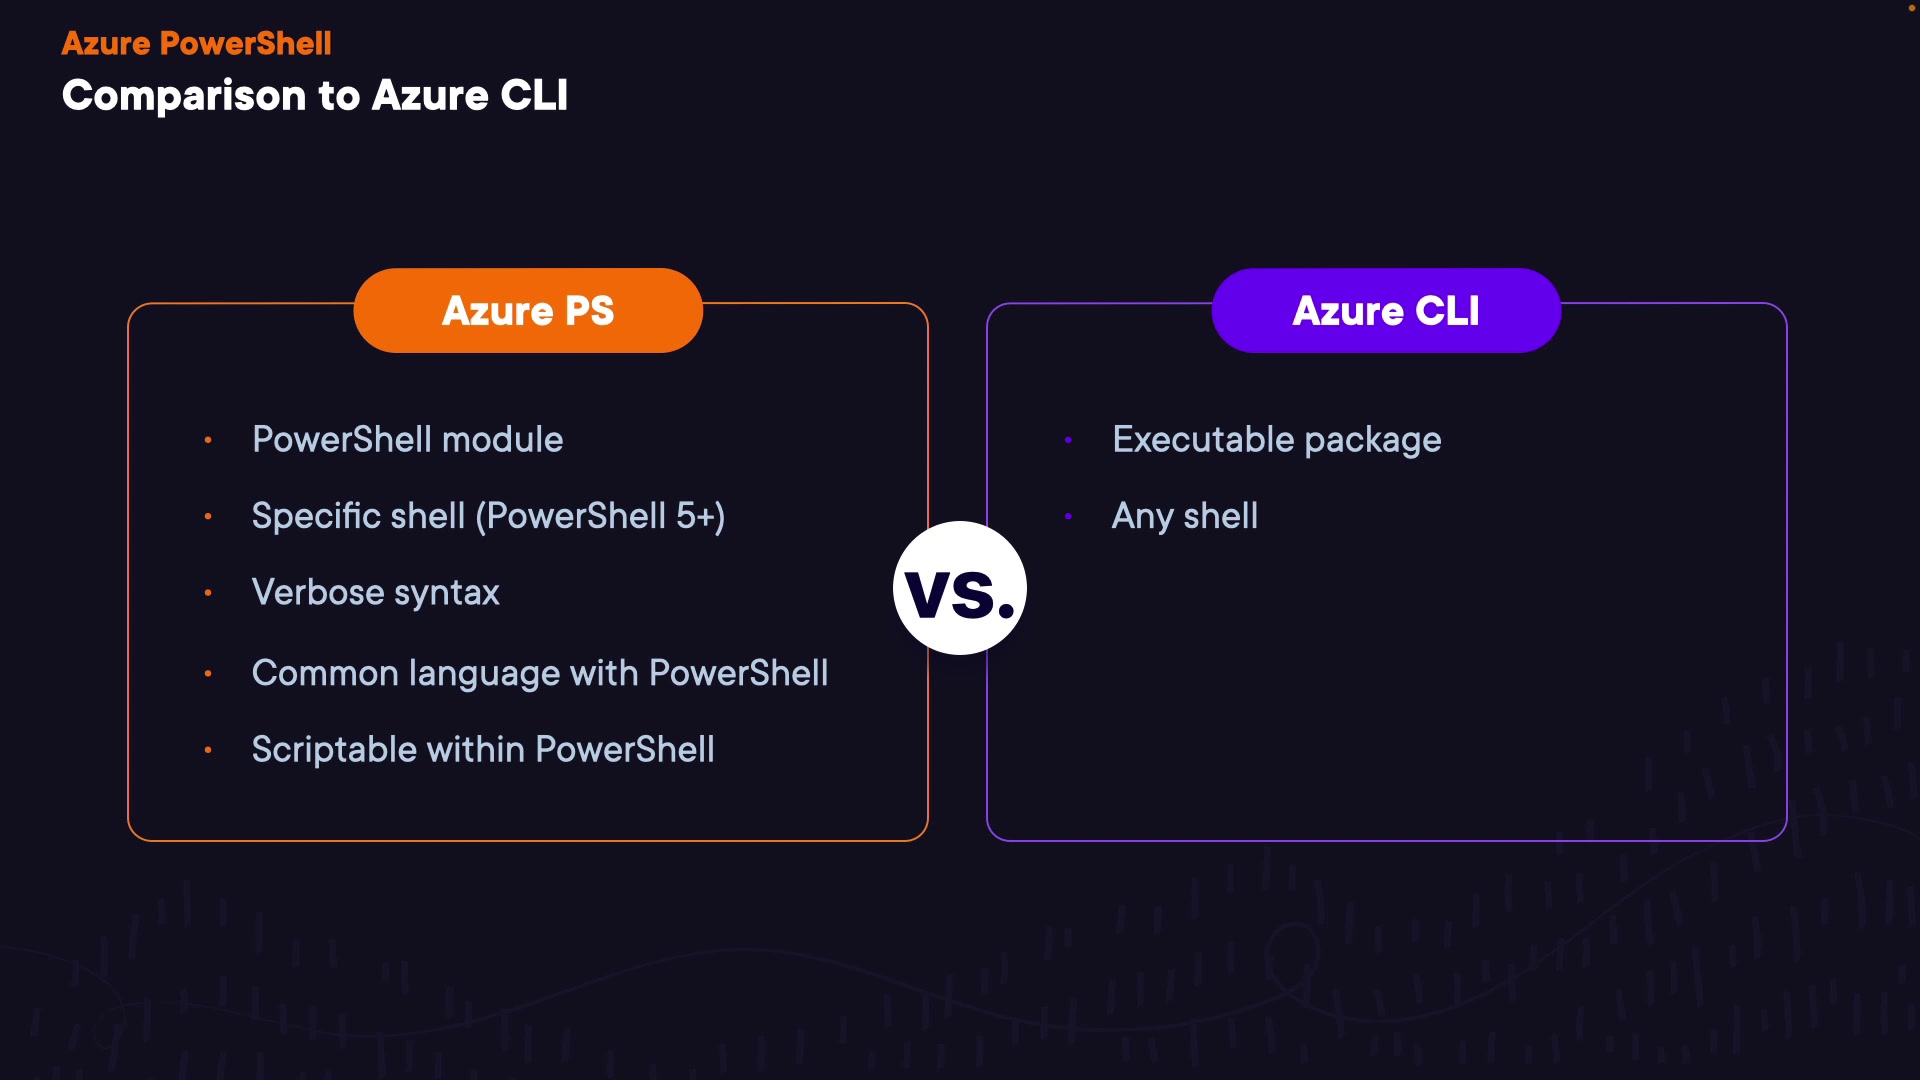 Azure PowerShell
Comparison to Azure CLI
Azure PS
PowerShell module
Specific shell (PowerShell 5+)
Verbose syntax
Common language with PowerShell
Scriptable within PowerShell
vs.
Azure CLI
Executable package
Any shell